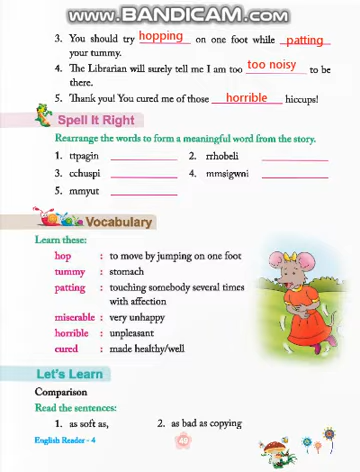 www.BANDICAM.com
3. You should try hopping on one foot while patting
your tummy.
4. The Librarian will surely tell me I am too too noisy to be
there.
5. Thank you! You cured me of those horrible hiccups!
Spell It Right
Rearrange the words to form a meaningful word from the story.
1. ttpagin 2. rrhobeli
3. cchuspi 4. mmsigwni
5. mmyut
Vocabulary
Learn these:
hop : to move by jumping on one foot
tummy : stomach
patting : touching somebody several times
with affection
miserable : very unhappy
horrible : unpleasant
cured : made healthy/well
Let's Learn
Comparison
Read the sentences:
1. as soft as, 2. as bad as copying
English Reader - 4 49